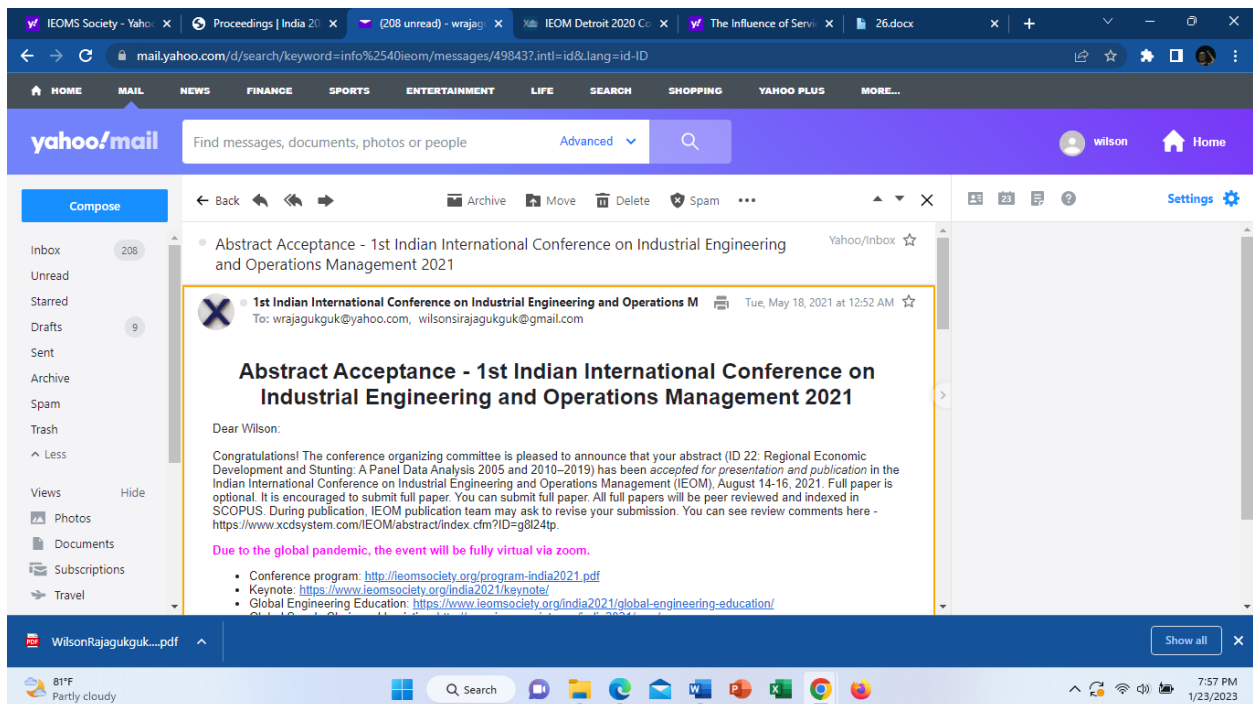 IEOMS Society - Yaho
Proceedings | India 20
(208 unread) - wrajagu
IEOM Detroit 2020 Co
The Influence of Servic
26.docx
mail.yahoo.com/d/search/keyword=info%2540ieom/messages/49843?.intl=id&.lang=id-ID
HOME MAIL NEWS FINANCE SPORTS ENTERTAINMENT LIFE SEARCH SHOPPING YAHOO PLUS MORE...
yahoo!mail
Find messages, documents, photos or people
Advanced
wilson
Home
Compose
Back
Archive
Move
Delete
Spam
23
Settings
Inbox 208
Unread
Starred
Drafts 9
Sent
Archive
Spam
Trash
Less
Views Hide
Photos
Documents
Subscriptions
Travel
Abstract Acceptance - 1st Indian International Conference on Industrial Engineering
and Operations Management 2021
Yahoo/Inbox
1st Indian International Conference on Industrial Engineering and Operations M
Tue, May 18, 2021 at 12:52 AM
To: wrajagukguk@yahoo.com, wilsonsirajagukguk@gmail.com
Abstract Acceptance - 1st Indian International Conference on
Industrial Engineering and Operations Management 2021
Dear Wilson:
Congratulations! The conference organizing committee is pleased to announce that your abstract (ID 22: Regional Economic
Development and Stunting: A Panel Data Analysis 2005 and 2010–2019) has been accepted for presentation and publication in the
Indian International Conference on Industrial Engineering and Operations Management (IEOM), August 14-16, 2021. Full paper is
optional. It is encouraged to submit full paper. You can submit full paper. All full papers will be peer reviewed and indexed in
SCOPUS. During publication, IEOM publication team may ask to revise your submission. You can see review comments here -
https://www.xcdsystem.com/IEOM/abstract/index.cfm?ID=g8I24tp.
Due to the global pandemic, the event will be fully virtual via zoom.
• Conference program: http://ieomsociety.org/program-india2021.pdf
• Keynote: https://www.ieomsociety.org/india2021/keynote/
• Global Engineering Education: https://www.ieomsociety.org/india2021/global-engineering-education/
WilsonRajagukguk....pdf
Show all
81°F
Partly cloudy
Search
7:57 PM
1/23/2023